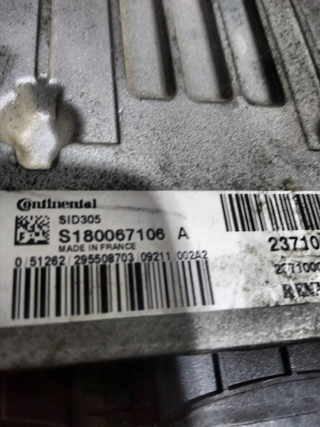 Continental
SID305
S180067106 A
MADE IN FRANCE
0 51262 295508703 09211 002A2
23710